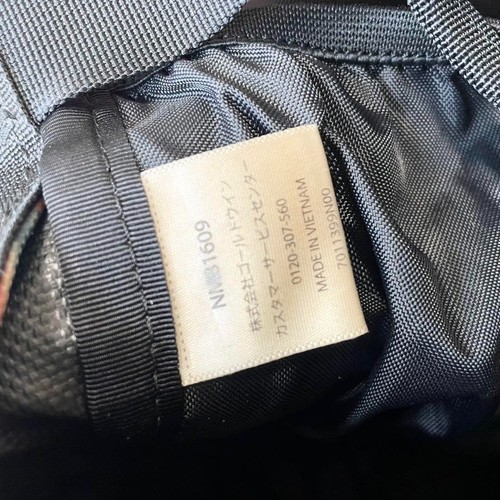 NM81609
株式会社ゴールドウイン
カスタマーサービスセンター
0120-307-560
MADE IN VIETNAM
7011399N00